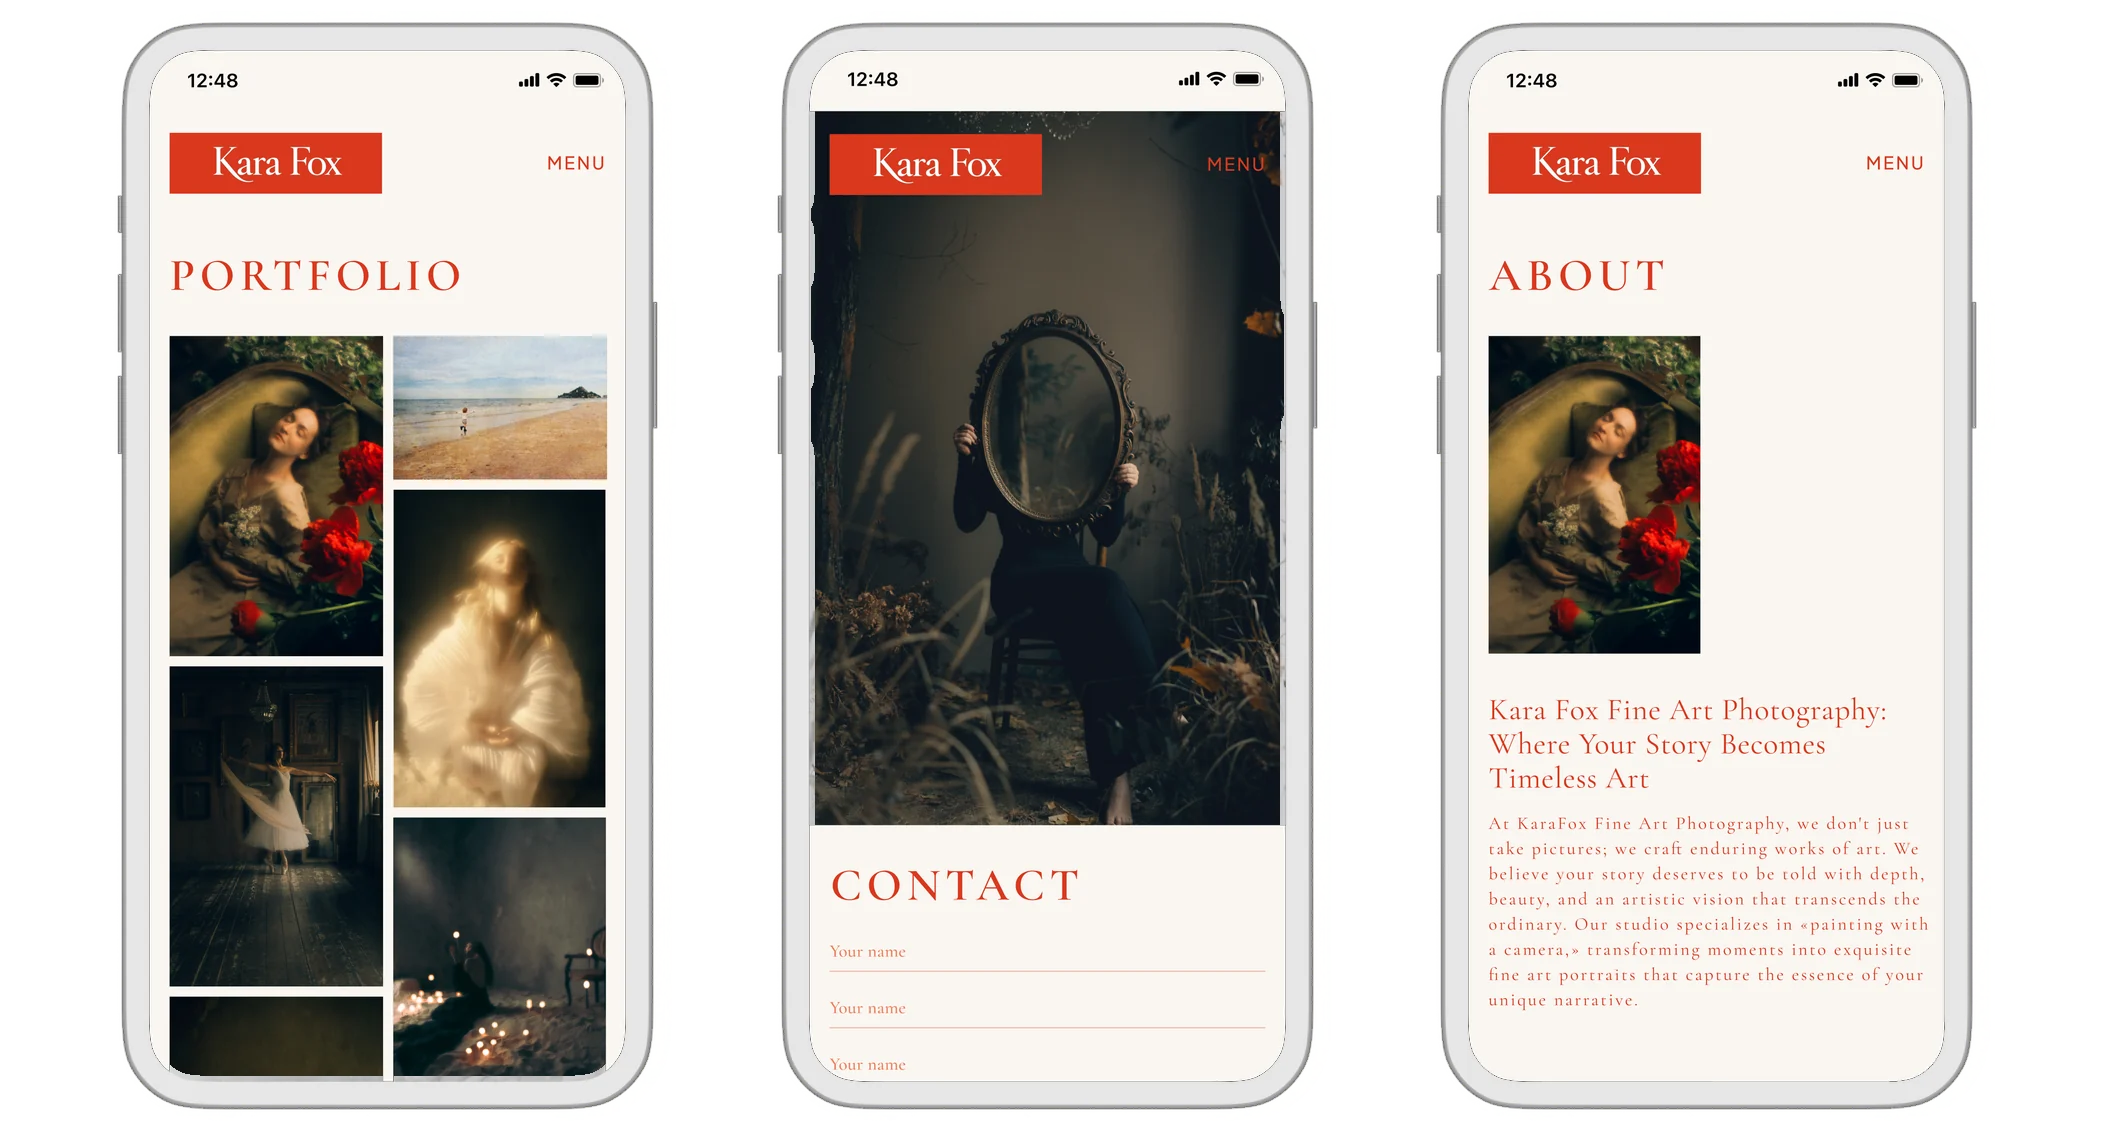 12:48
Kara Fox
MENU
PORTFOLIO
12:48
Kara Fox
MENU
CONTACT
Your name
Your name
Your name
12:48
Kara Fox
MENU
ABOUT
Kara Fox Fine Art Photography:
Where Your Story Becomes
Timeless Art
At KaraFox Fine Art Photography, we don't just
take pictures; we craft enduring works of art. We
believe your story deserves to be told with depth,
beauty, and an artistic vision that transcends the
ordinary. Our studio specializes in «painting with
a camera,» transforming moments into exquisite
fine art portraits that capture the essence of your
unique narrative.